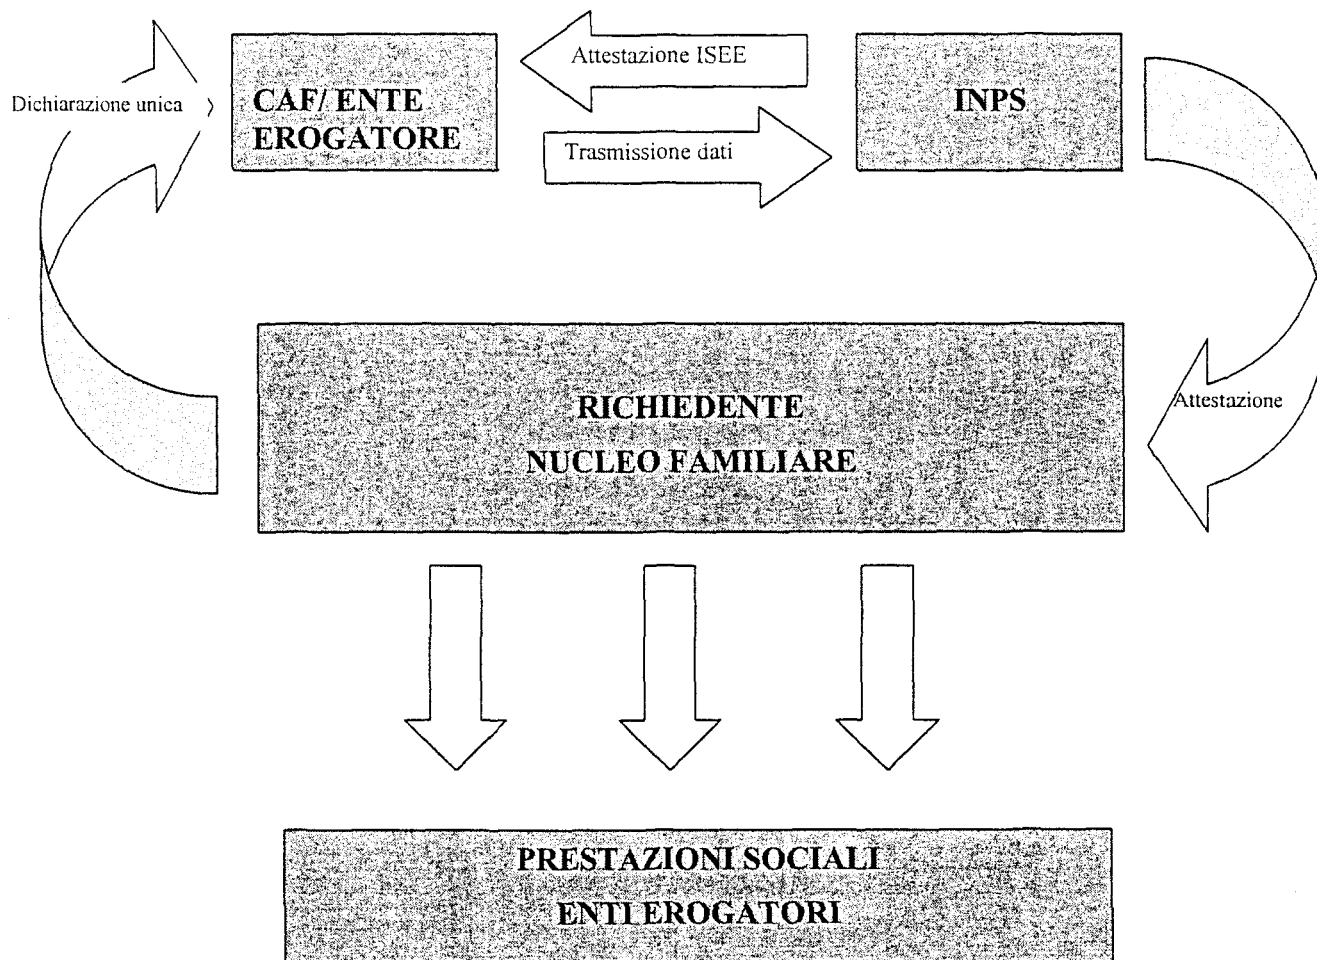 Attestazione ISEE
Dichiarazione unica
CAF/ ENTE
EROGATORE
INPS
Trasmissione dati
RICHIEDENTE
NUCLEO FAMILIARE
Attestazione
PRESTAZIONI SOCIALI
ENTI EROGATORI